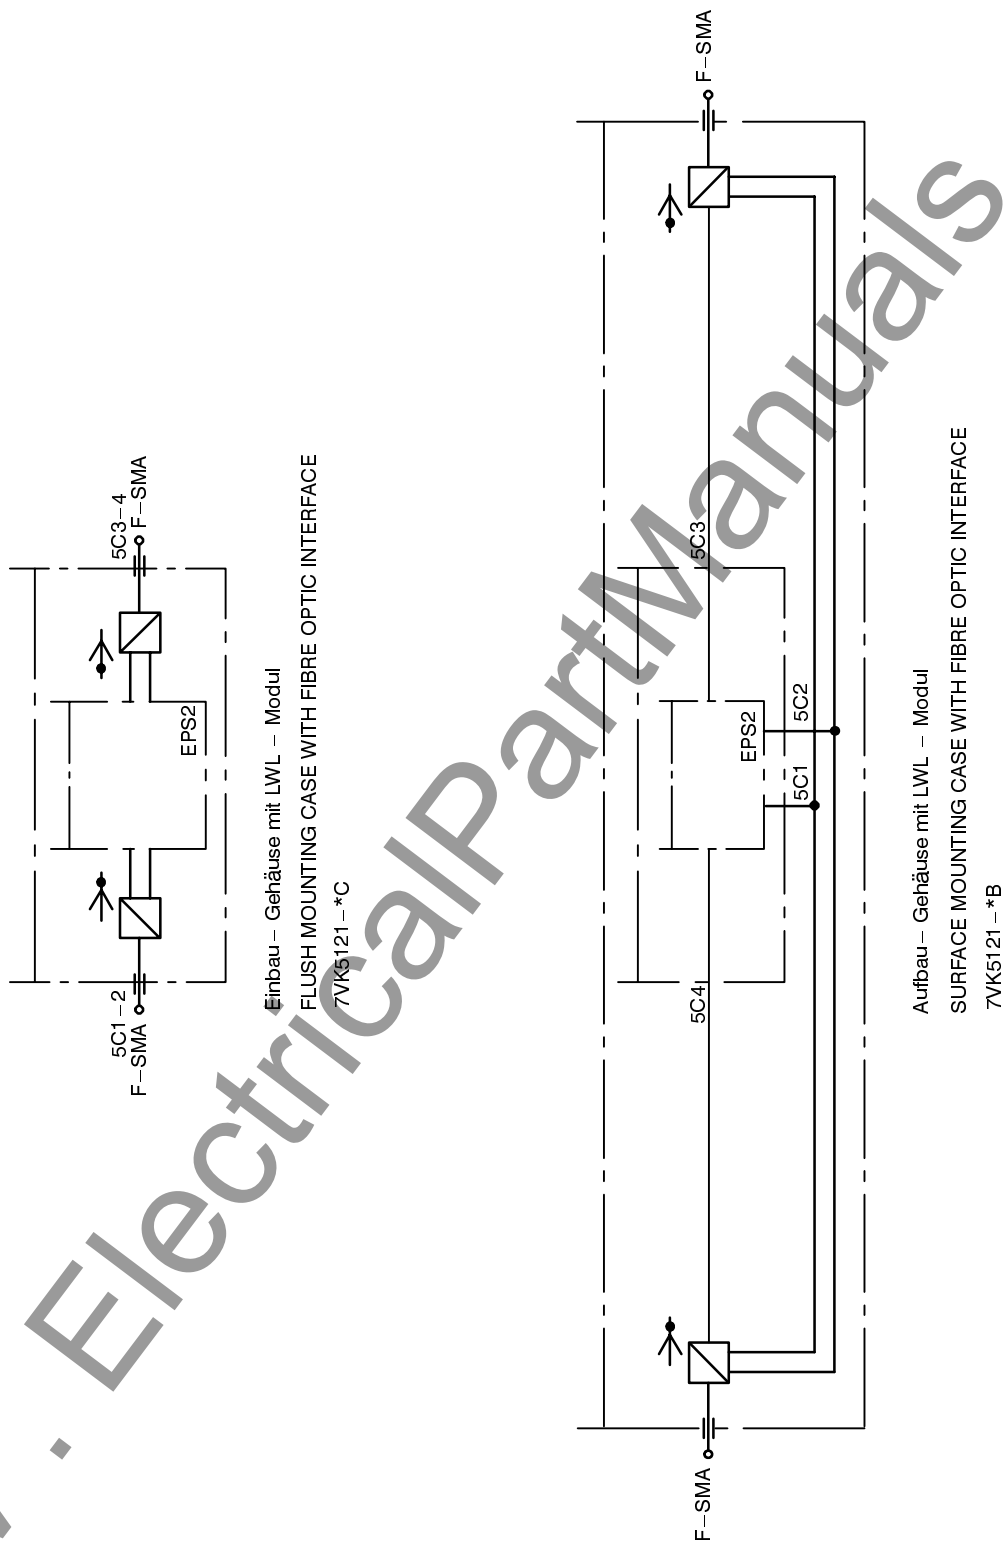 5C1–2
F–SMA
5C3–4
F–SMA
EPS2
Einbau– Gehäuse mit LWL – Modul
FLUSH MOUNTING CASE WITH FIBRE OPTIC INTERFACE
7VK5121–*C
F–SMA
5C4
5C3
F–SMA
EPS2
5C1
5C2
Aufbau– Gehäuse mit LWL – Modul
SURFACE MOUNTING CASE WITH FIBRE OPTIC INTERFACE
7VK5121–*B
. ElectricalPartManuals